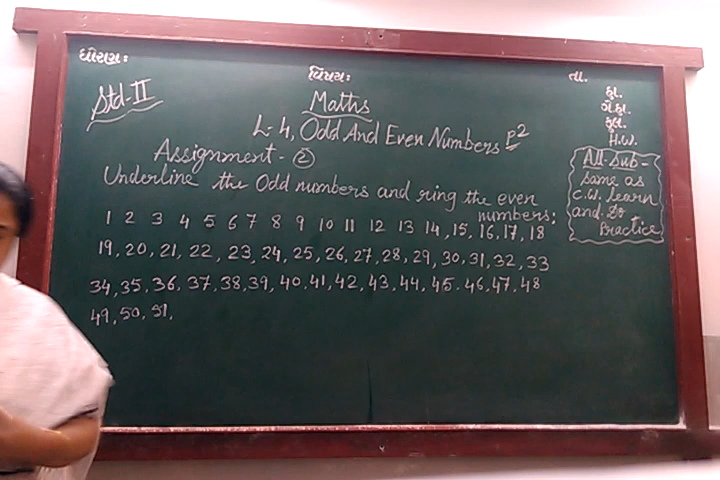 ધોરણઃ
વિષયઃ
તા.
Std-II
Maths
L-4, Odd And Even Numbers P2
Assignment - 2
Underline the Odd numbers and ring the even
numbers:
1 2 3 4 5 6 7 8 9 10 11 12 13 14, 15, 16, 17, 18
19, 20, 21, 22, 23, 24, 25, 26, 27, 28, 29, 30, 31, 32, 33
34, 35, 36. 37, 38, 39, 40. 41, 42, 43, 44, 45. 46, 47, 48
49, 50, 51,
હા.
ગેહા.
કુલ.
H.W.
All-Sub-
Same as
C.W. learn
and Do
Practice